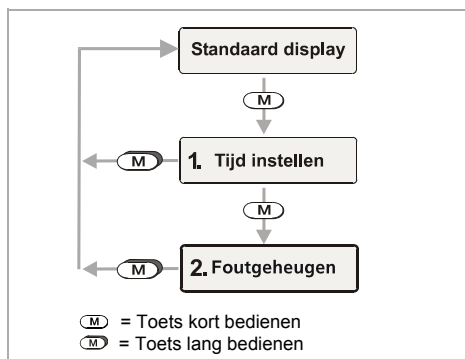 Standaard display
M
M
1. Tijd instellen
M
M
2. Foutgeheugen
M = Toets kort bedienen
M = Toets lang bedienen